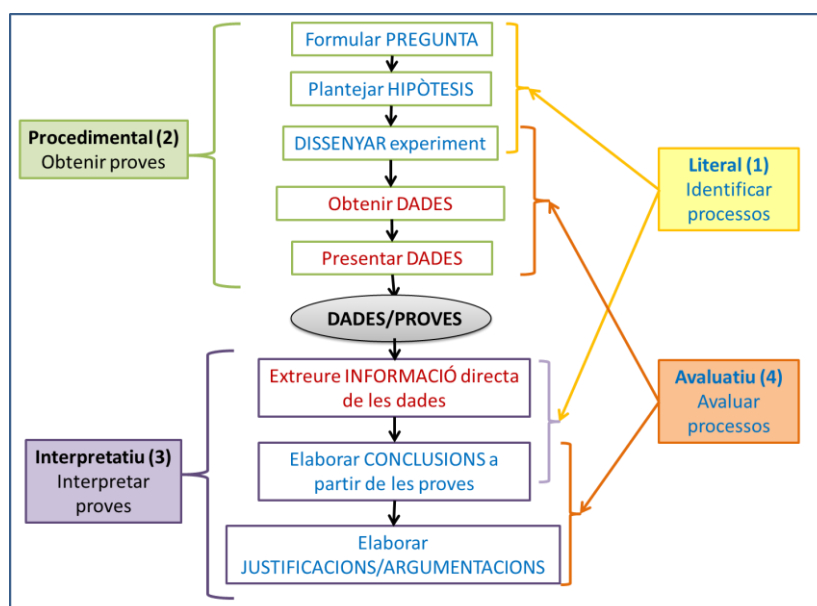 Formular PREGUNTA
Plantejar HIPÒTESIS
Procedimental (2)
Obtenir proves
DISSENYAR experiment
Literal (1)
Identificar
processos
Obtenir DADES
Presentar DADES
DADES/PROVES
Extreure INFORMACIÓ directa
de les dades
Avaluatiu (4)
Avaluar
processos
Interpretatiu (3)
Interpretar
proves
Elaborar CONCLUSIONS a
partir de les proves
Elaborar
JUSTIFICACIONS/ARGUMENTACIONS